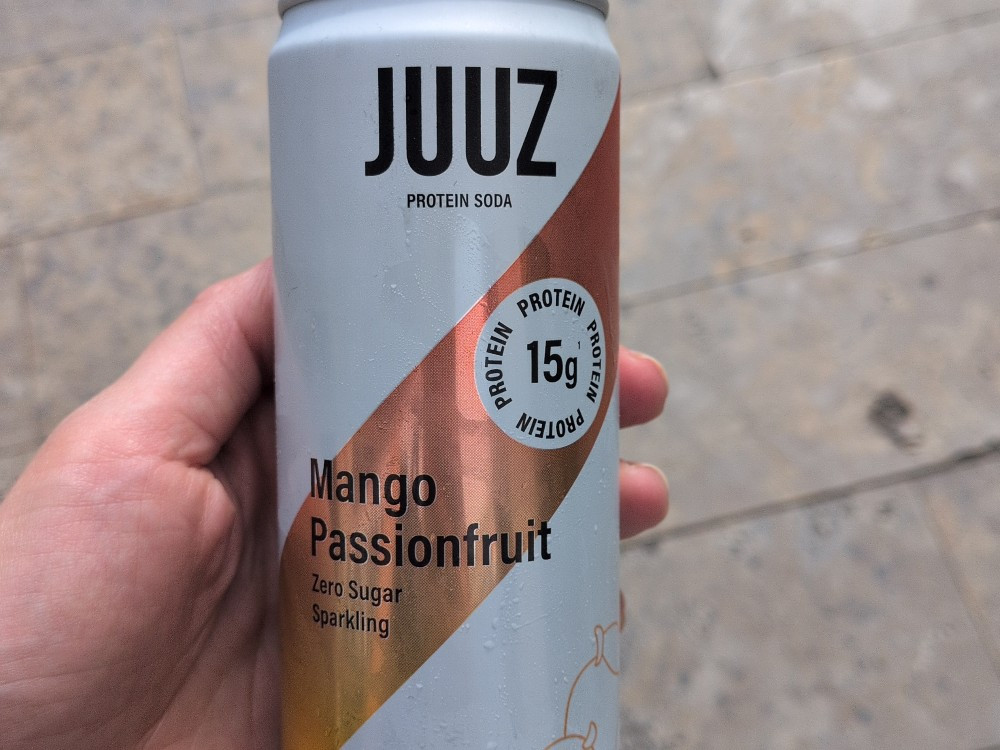 JUUZ
PROTEIN SODA
PROTEIN PROTEIN PROTEIN PROTEIN
15g
Mango
Passionfruit
Zero Sugar
Sparkling